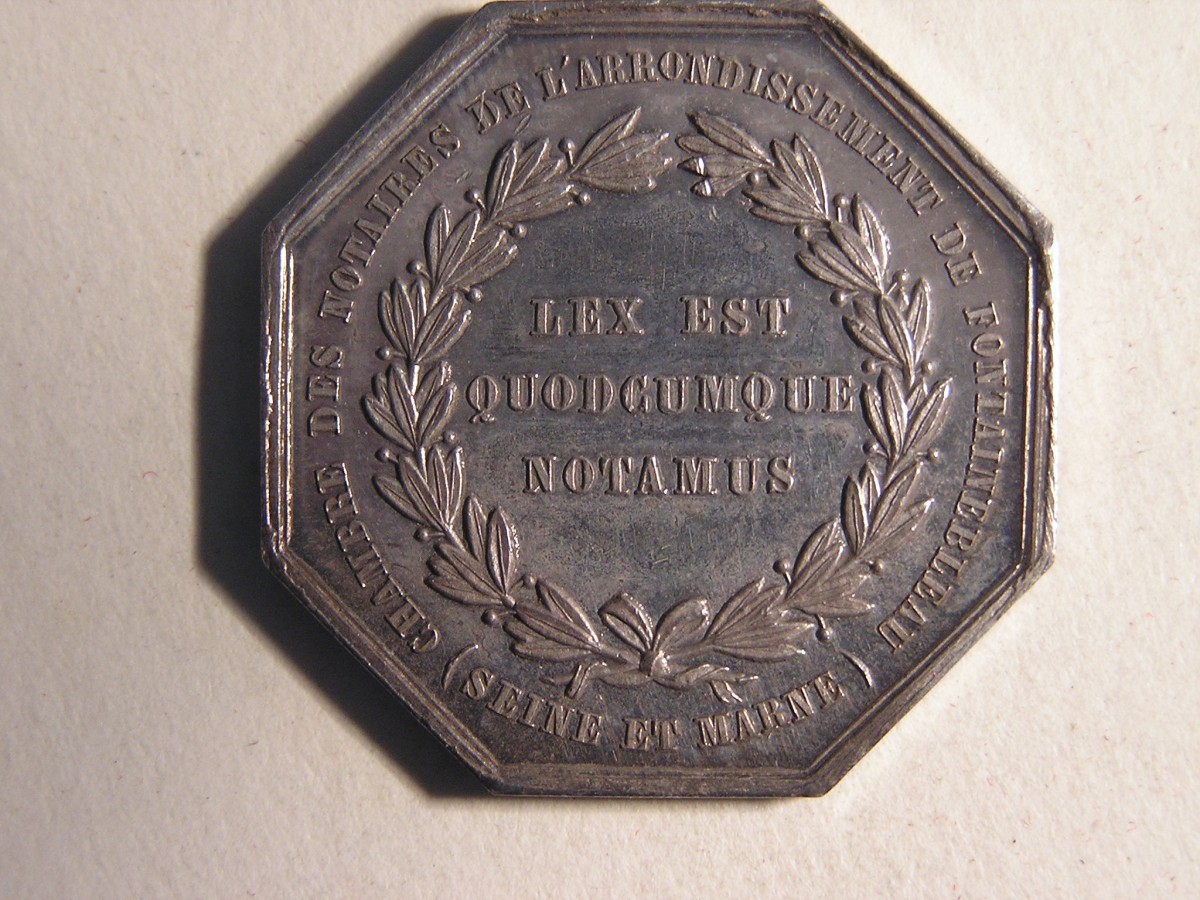 CHAMBRE DES NOTAIRES DE L'ARRONDISSEMENT DE FONTAINEBLEAU
LEX EST
QUODCUMQUE
NOTAMUS
(SEINE ET MARNE)